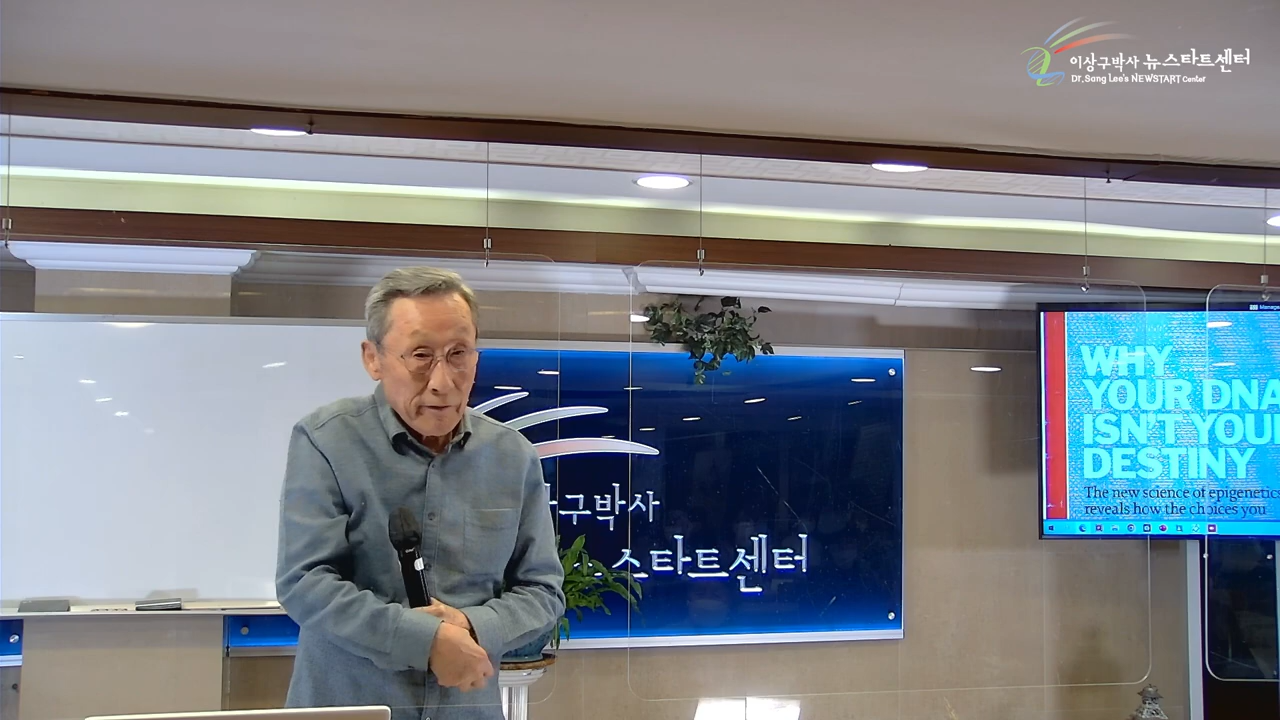 이상구박사 뉴스타트센터
Dr. Sang Lee's NEWSTART Center
WHY
YOUR DNA
ISN'T YOUR
DESTINY
The new science of epigenetics
reveals how the choices you
구박사
스타트센터